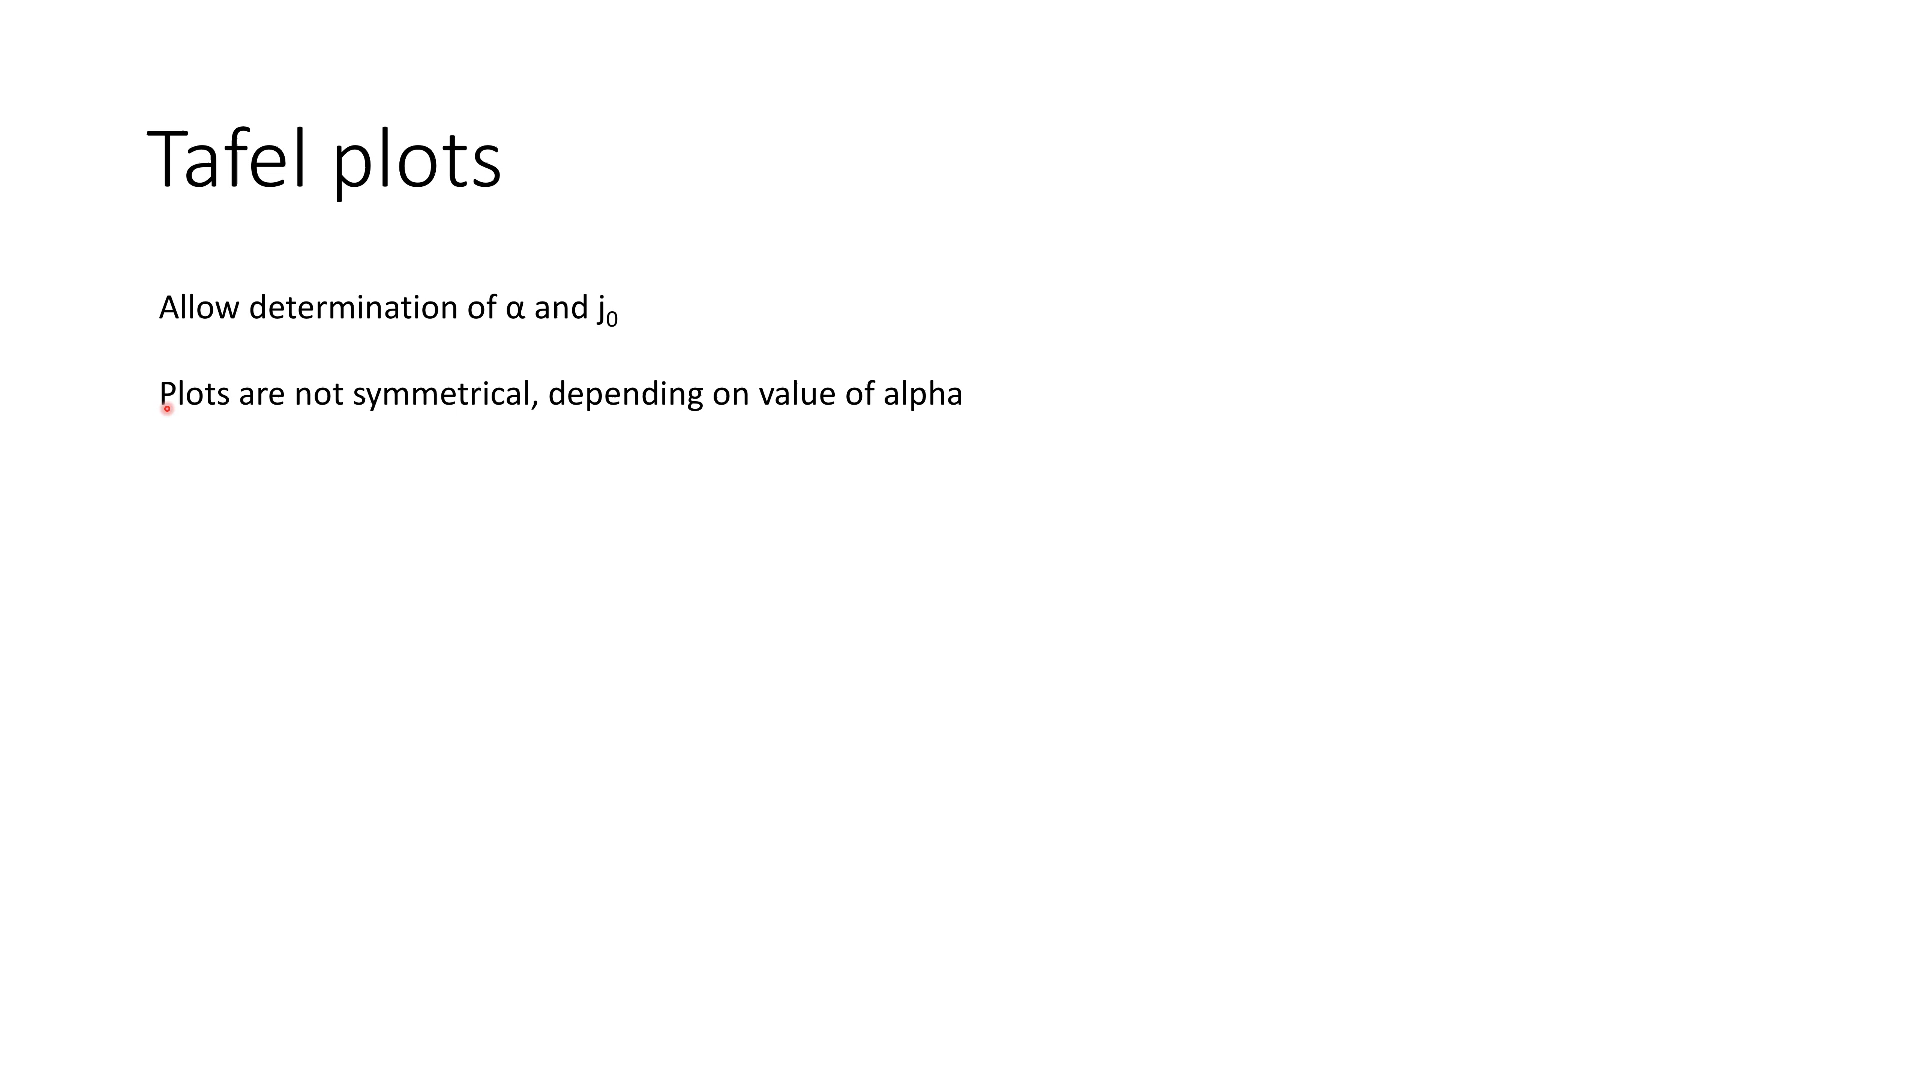 Tafel plots
Allow determination of α and j₀
Plots are not symmetrical, depending on value of alpha